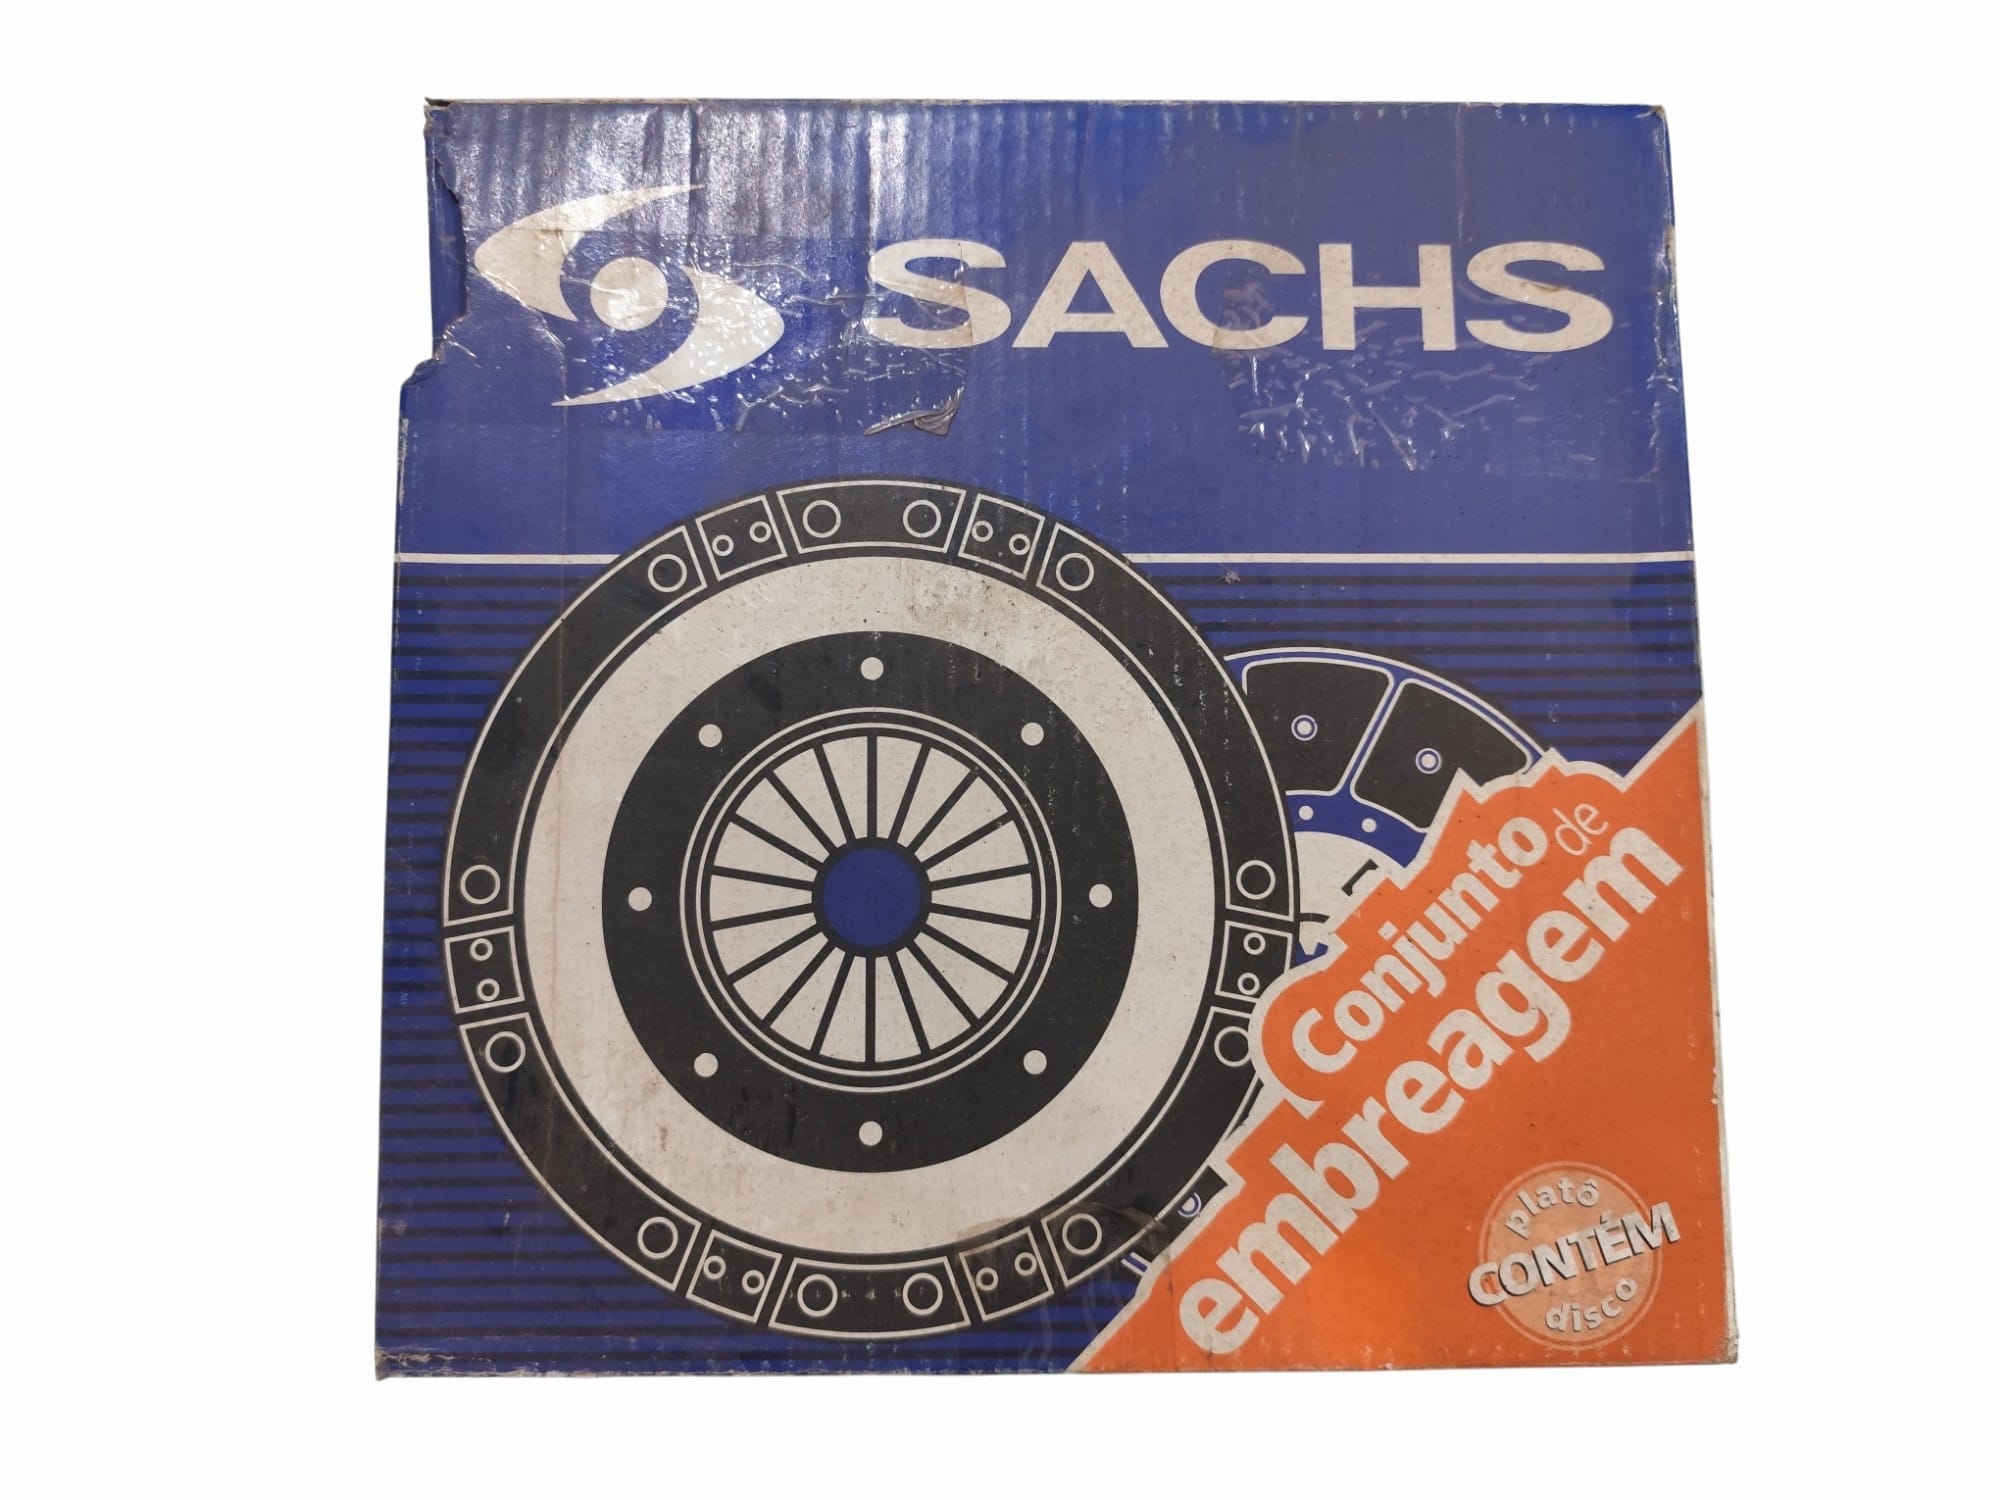 SACHS
Conjunto de
embreagem
platô
CONTÉM
disco